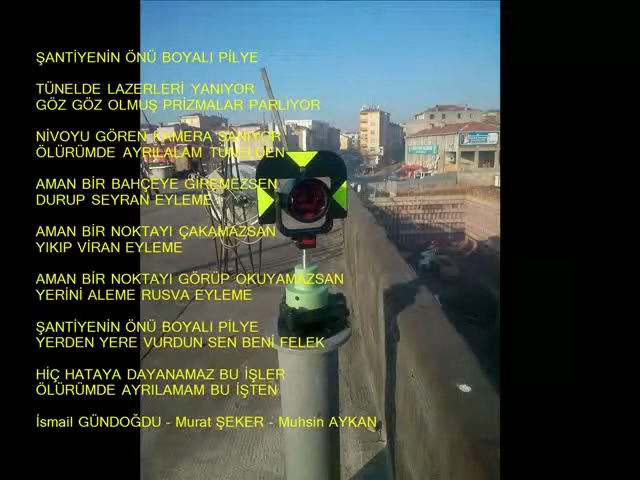 ŞANTİYENİN ÖNÜ BOYALI PİLYE
TÜNELDE LAZERLERİ YANIYOR
GÖZ GÖZ OLMUŞ PRİZMALAR PARLIYOR
NİVOYU GÖREN KAMERA SANIYOR
ÖLÜRÜMDE AYRILALAM TÜNELDEN
AMAN BİR BAHÇEYE GİREMEZSEN
DURUP SEYRAN EYLEME
AMAN BİR NOKTAYI ÇAKAMAZSAN
YIKIP VİRAN EYLEME
AMAN BİR NOKTAYI GÖRÜP OKUYAMAZSAN
YERİNİ ALEME RUSVA EYLEME
ŞANTİYENİN ÖNÜ BOYALI PİLYE
YERDEN YERE VURDUN SEN BENİ FELEK
HİÇ HATAYA DAYANAMAZ BU İŞLER
ÖLÜRÜMDE AYRILAMAM BU İŞTEN
İsmail GÜNDOĞDU - Murat ŞEKER - Muhsin AYKAN